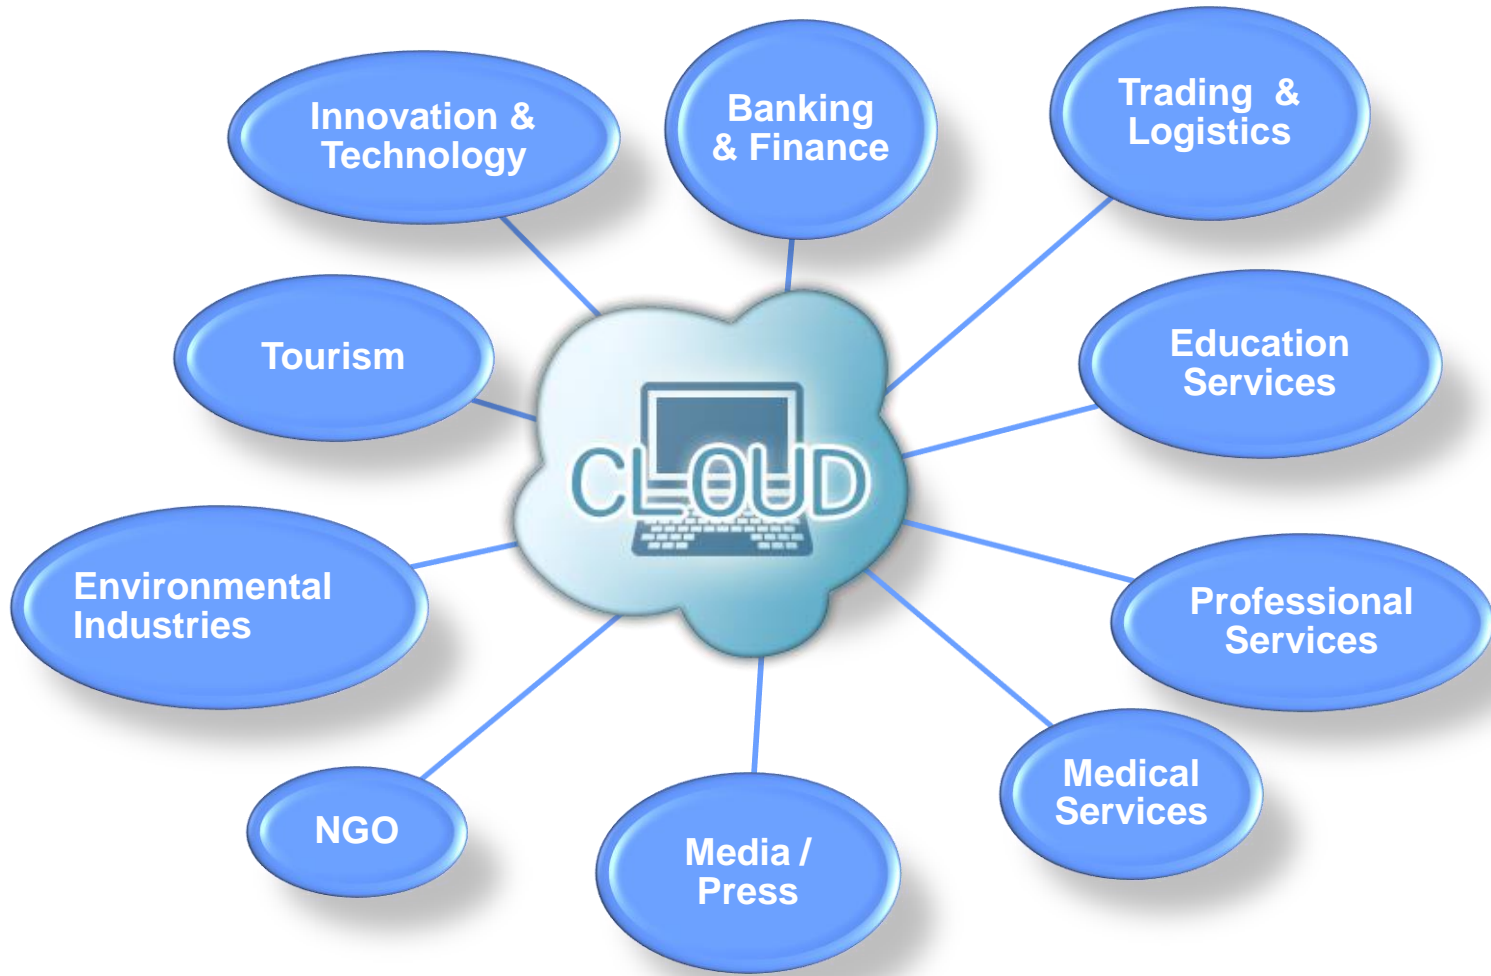 Innovation &
Technology
Banking
& Finance
Trading &
Logistics
Tourism
Education
Services
CLOUD
Environmental
Industries
Professional
Services
NGO
Media /
Press
Medical
Services